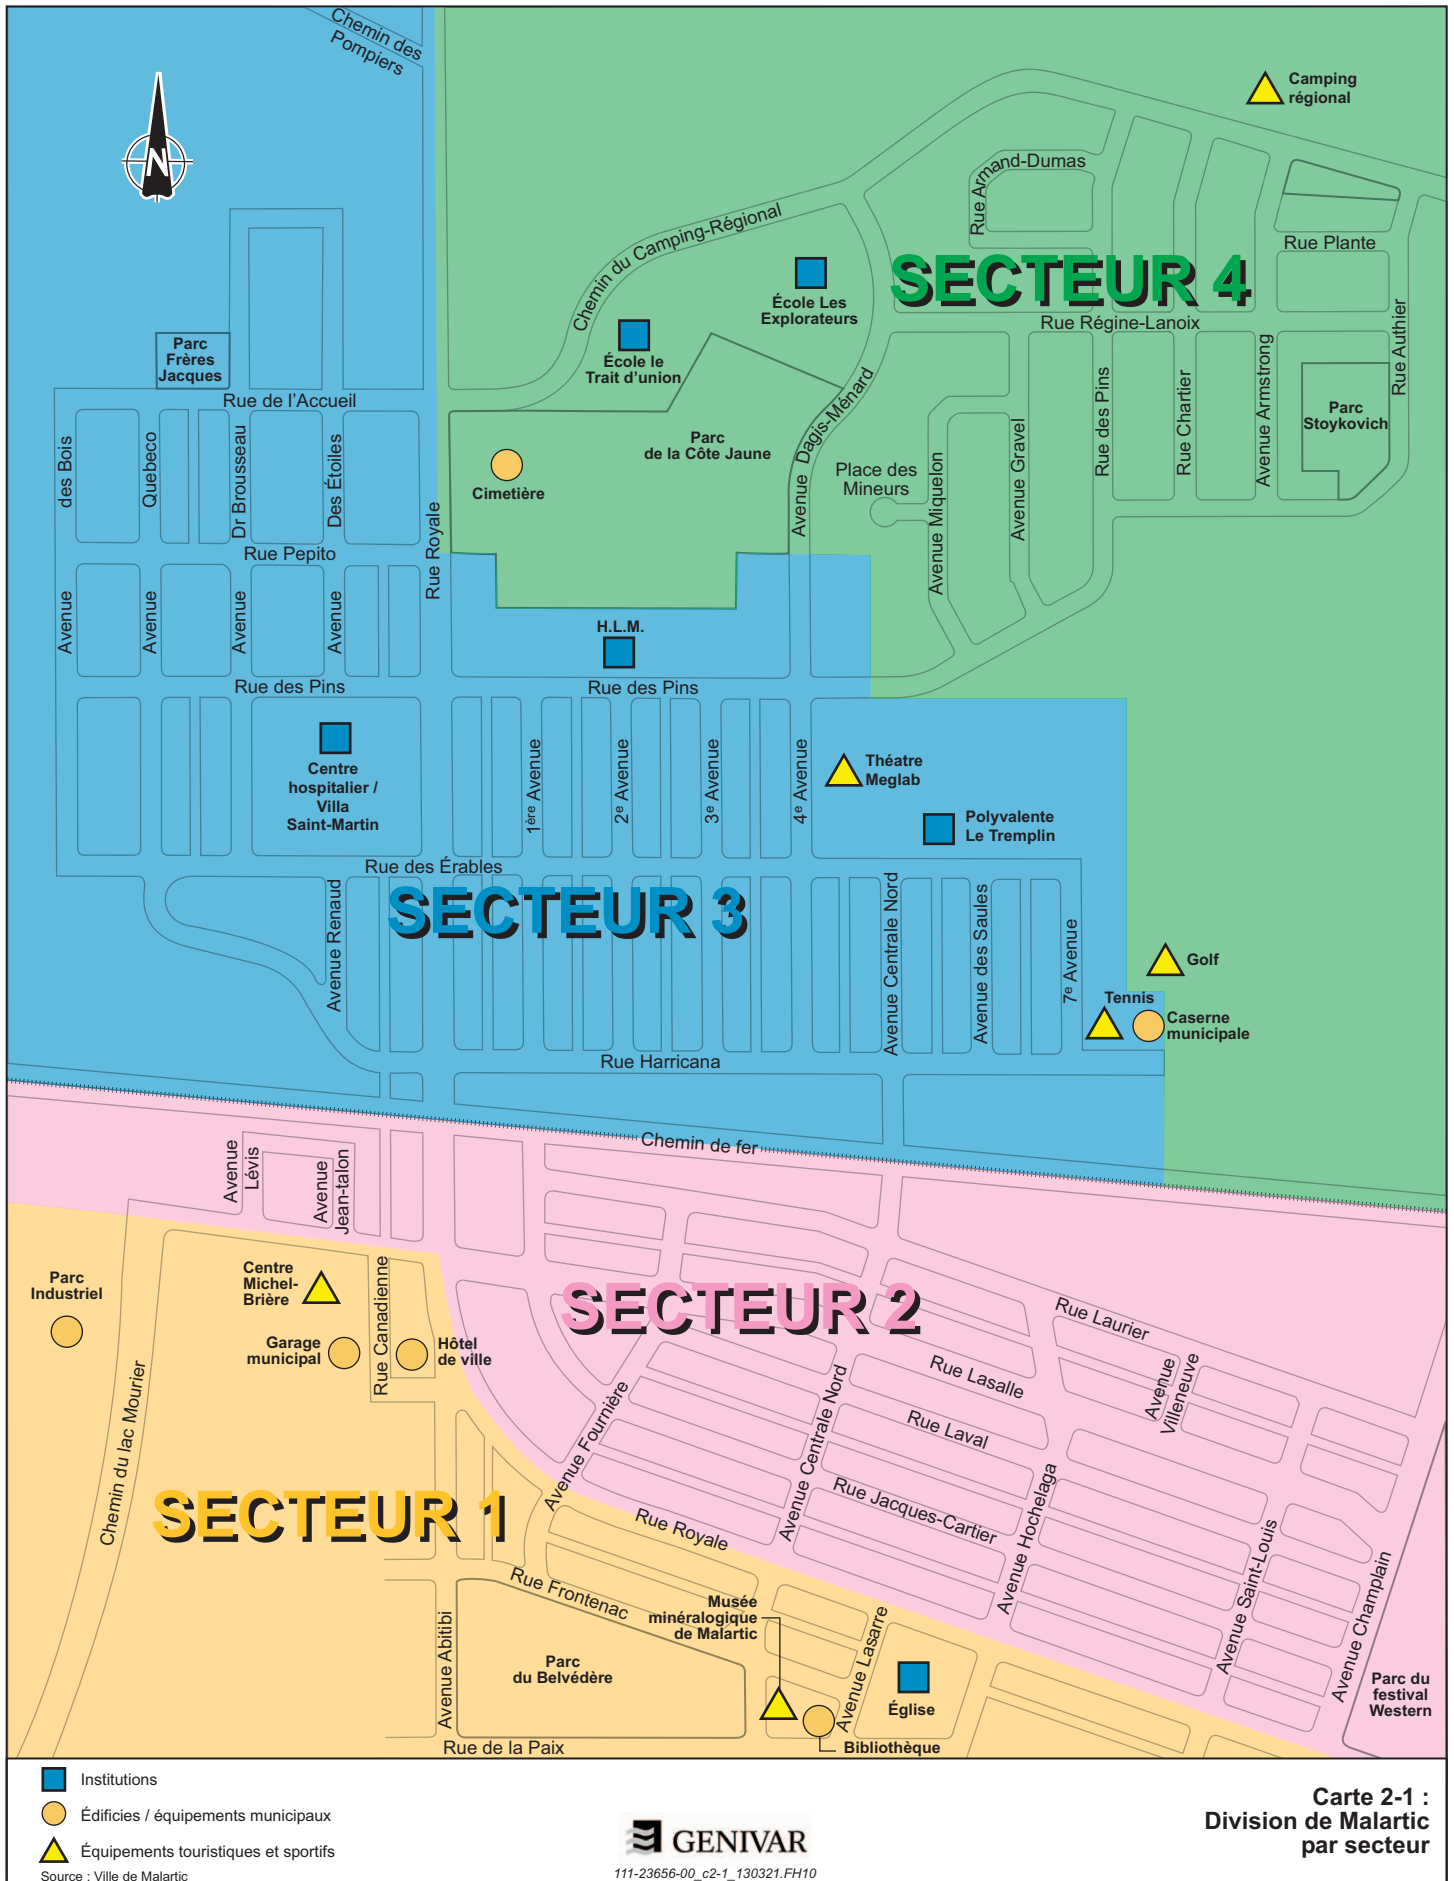 Chemin des
Pompiers
N
Camping
régional
Rue Armand-Dumas
Chemin du Camping-Régional
Rue Plante
École Les
Explorateurs
SECTEUR 4
Rue Régine-Lanoix
École le
Trait d'union
Parc
Frères
Jacques
Rue de l'Accueil
Rue Authier
Avenue Armstrong
Rue Chartier
Rue des Pins
Parc
Stoykovich
Avenue Dagis-Ménard
Parc
de la Côte Jaune
Place des
Mineurs
Avenue Miquelon
Avenue Gravel
Cimetière
des Bois
Quebeco
Dr Brousseau
Des Étoiles
Rue Royale
Rue Pepito
Avenue
Avenue
Avenue
Avenue
H.L.M.
Rue des Pins
Rue des Pins
Centre
hospitalier /
Villa
Saint-Martin
1ère Avenue
2e Avenue
3e Avenue
4e Avenue
Théatre
Meglab
Polyvalente
Le Tremplin
Rue des Érables
SECTEUR 3
Avenue Renaud
Avenue Centrale Nord
Avenue des Saules
7e Avenue
Golf
Tennis
Caserne
municipale
Rue Harricana
Chemin de fer
Avenue
Lévis
Avenue
Jean-talon
Parc
Industriel
Centre
Michel-
Brière
Garage
municipal
Rue Canadienne
Hôtel
de ville
SECTEUR 2
Rue Laurier
Rue Lasalle
Avenue
Villeneuve
Rue Laval
Chemin du lac Mourier
Avenue Fournière
Avenue Centrale Nord
Rue Jacques-Cartier
Avenue Hochelaga
SECTEUR 1
Rue Royale
Avenue Saint-Louis
Avenue Champlain
Rue Frontenac
Musée
minéralogique
de Malartic
Avenue Abitibi
Parc
du Belvédère
Avenue Lasarre
Église
Parc du
festival
Western
Rue de la Paix
Bibliothèque
Institutions
Édificies / équipements municipaux
Équipements touristiques et sportifs
Source : Ville de Malartic
GENIVAR
111-23656-00_c2-1_130321.FH10
Carte 2-1 :
Division de Malartic
par secteur